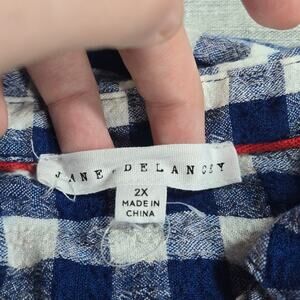 JANE + DELANCEY
2X
MADE IN
CHINA